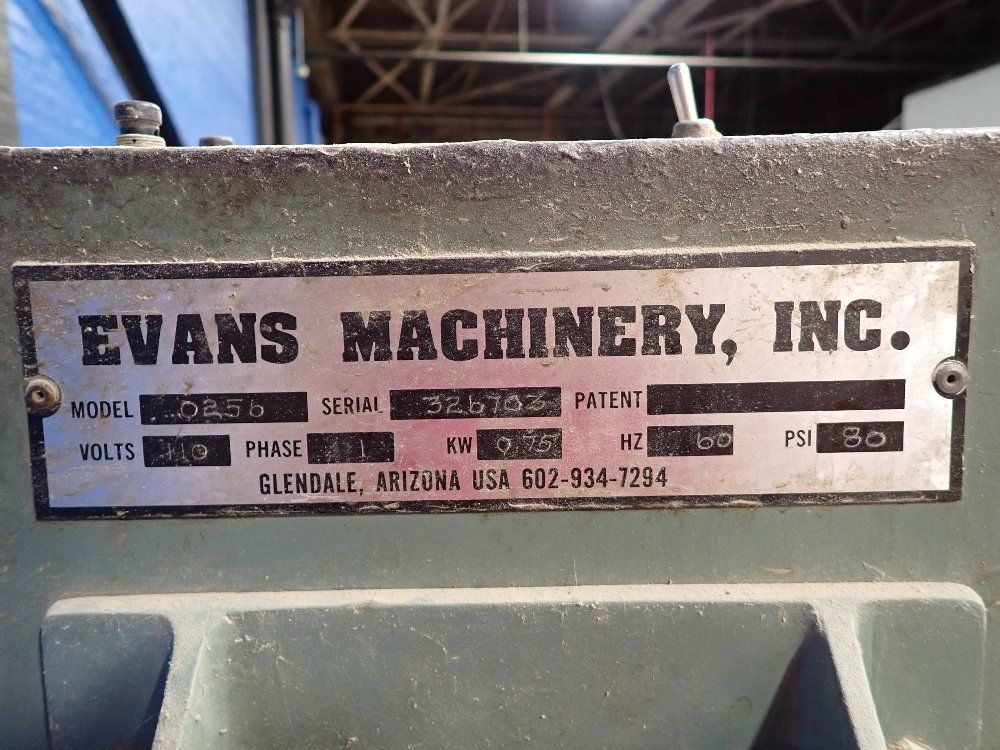 EVANS MACHINERY, INC.
MODEL 0256 SERIAL 326703 PATENT
VOLTS 110 PHASE 1 KW 0.75 HZ 60 PSI 80
GLENDALE, ARIZONA USA 602-934-7294